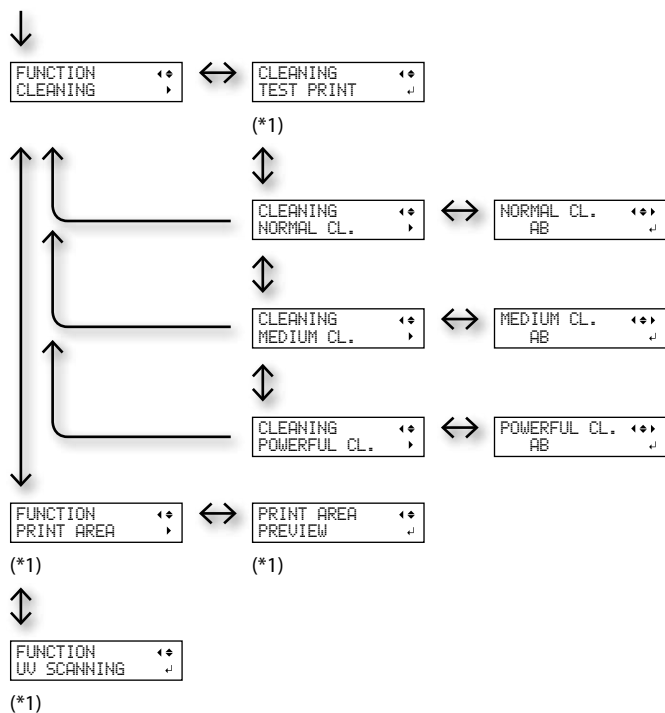 FUNCTION
CLEANING
CLEANING
TEST PRINT
(*1)
CLEANING
NORMAL CL.
NORMAL CL.
AB
CLEANING
MEDIUM CL.
MEDIUM CL.
AB
CLEANING
POWERFUL CL.
POWERFUL CL.
AB
FUNCTION
PRINT AREA
(*1)
PRINT AREA
PREVIEW
(*1)
FUNCTION
UV SCANNING
(*1)